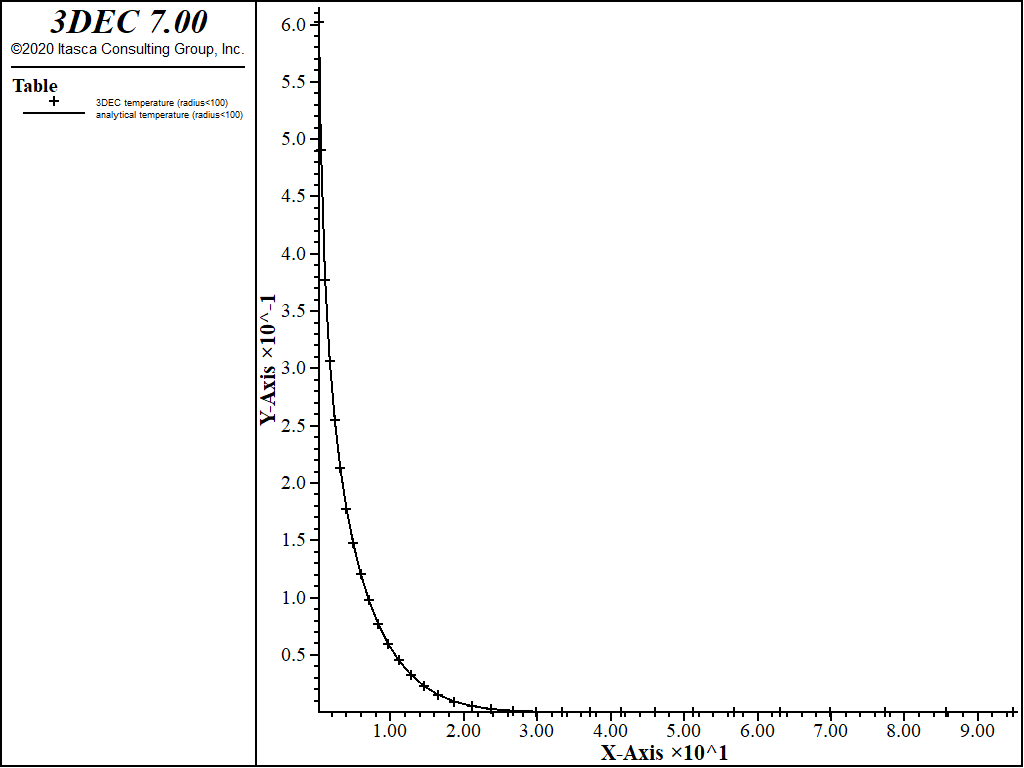 3DEC 7.00
©2020 Itasca Consulting Group, Inc.
Table
3DEC temperature (radius<100)
analytical temperature (radius<100)
Y-Axis ×10^-1
6.0
5.5
5.0
4.5
4.0
3.5
3.0
2.5
2.0
1.5
1.0
0.5
1.00 2.00 3.00 4.00 5.00 6.00 7.00 8.00 9.00
X-Axis ×10^1